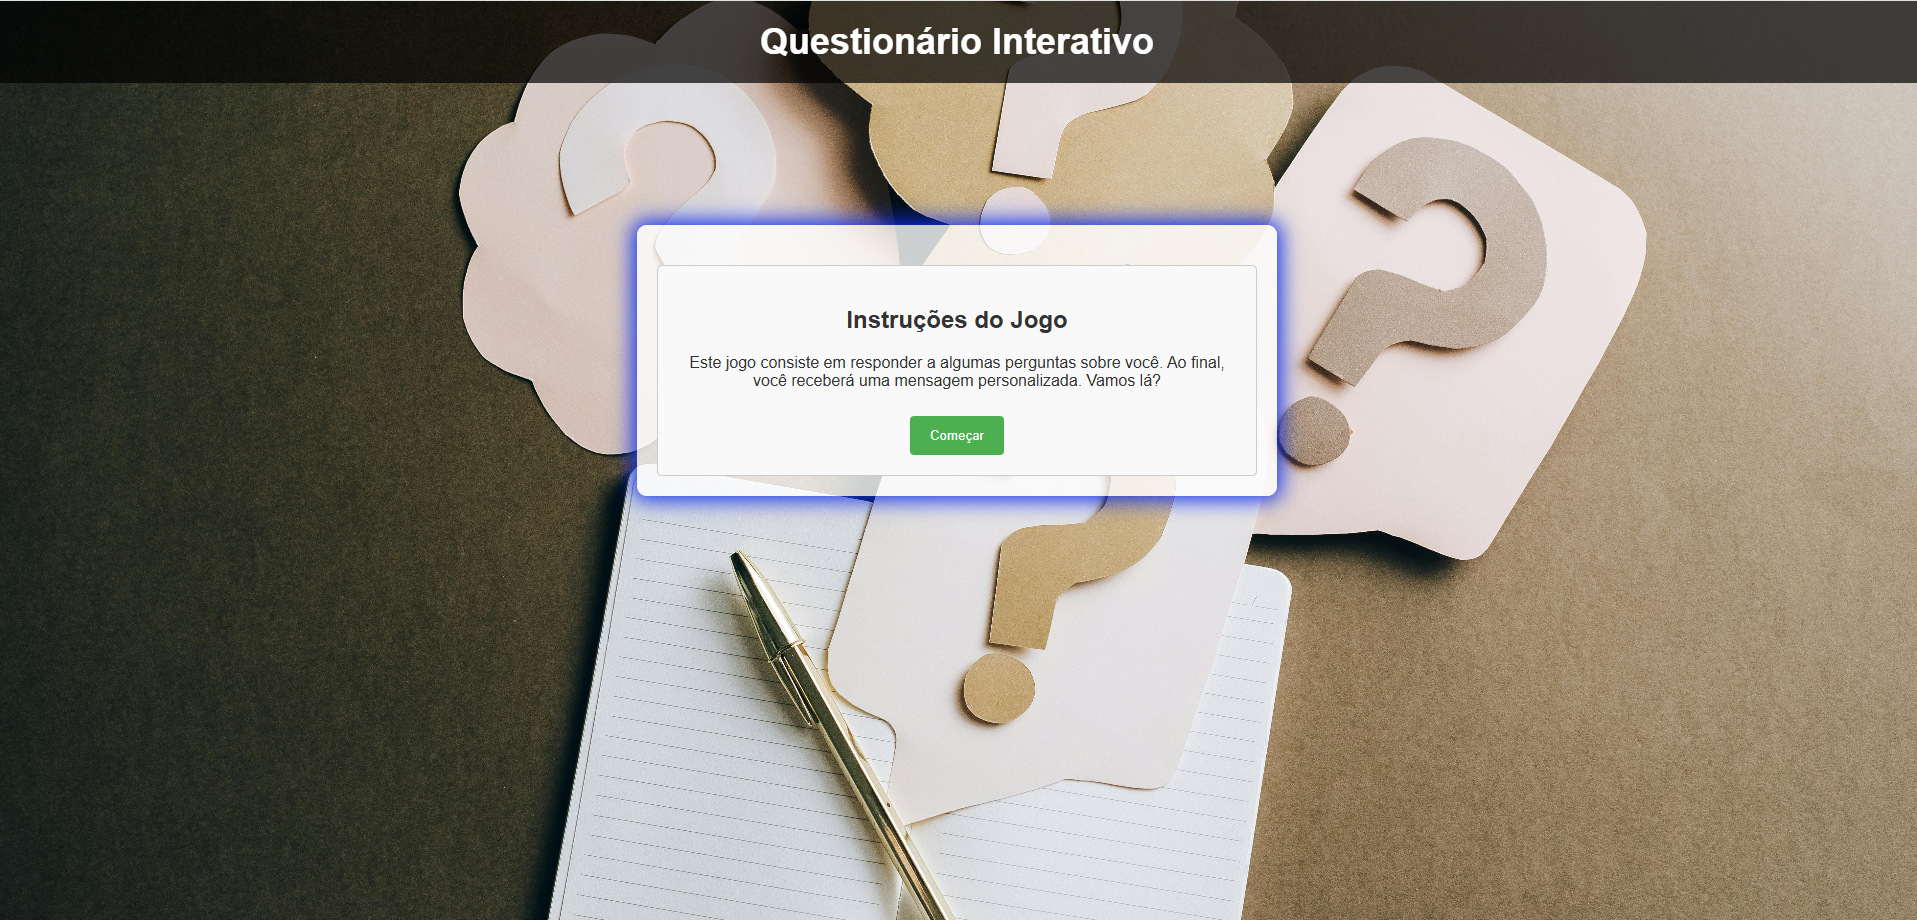 Questionário Interativo
Instruções do Jogo
Este jogo consiste em responder a algumas perguntas sobre você. Ao final,
você receberá uma mensagem personalizada. Vamos lá?
Começar